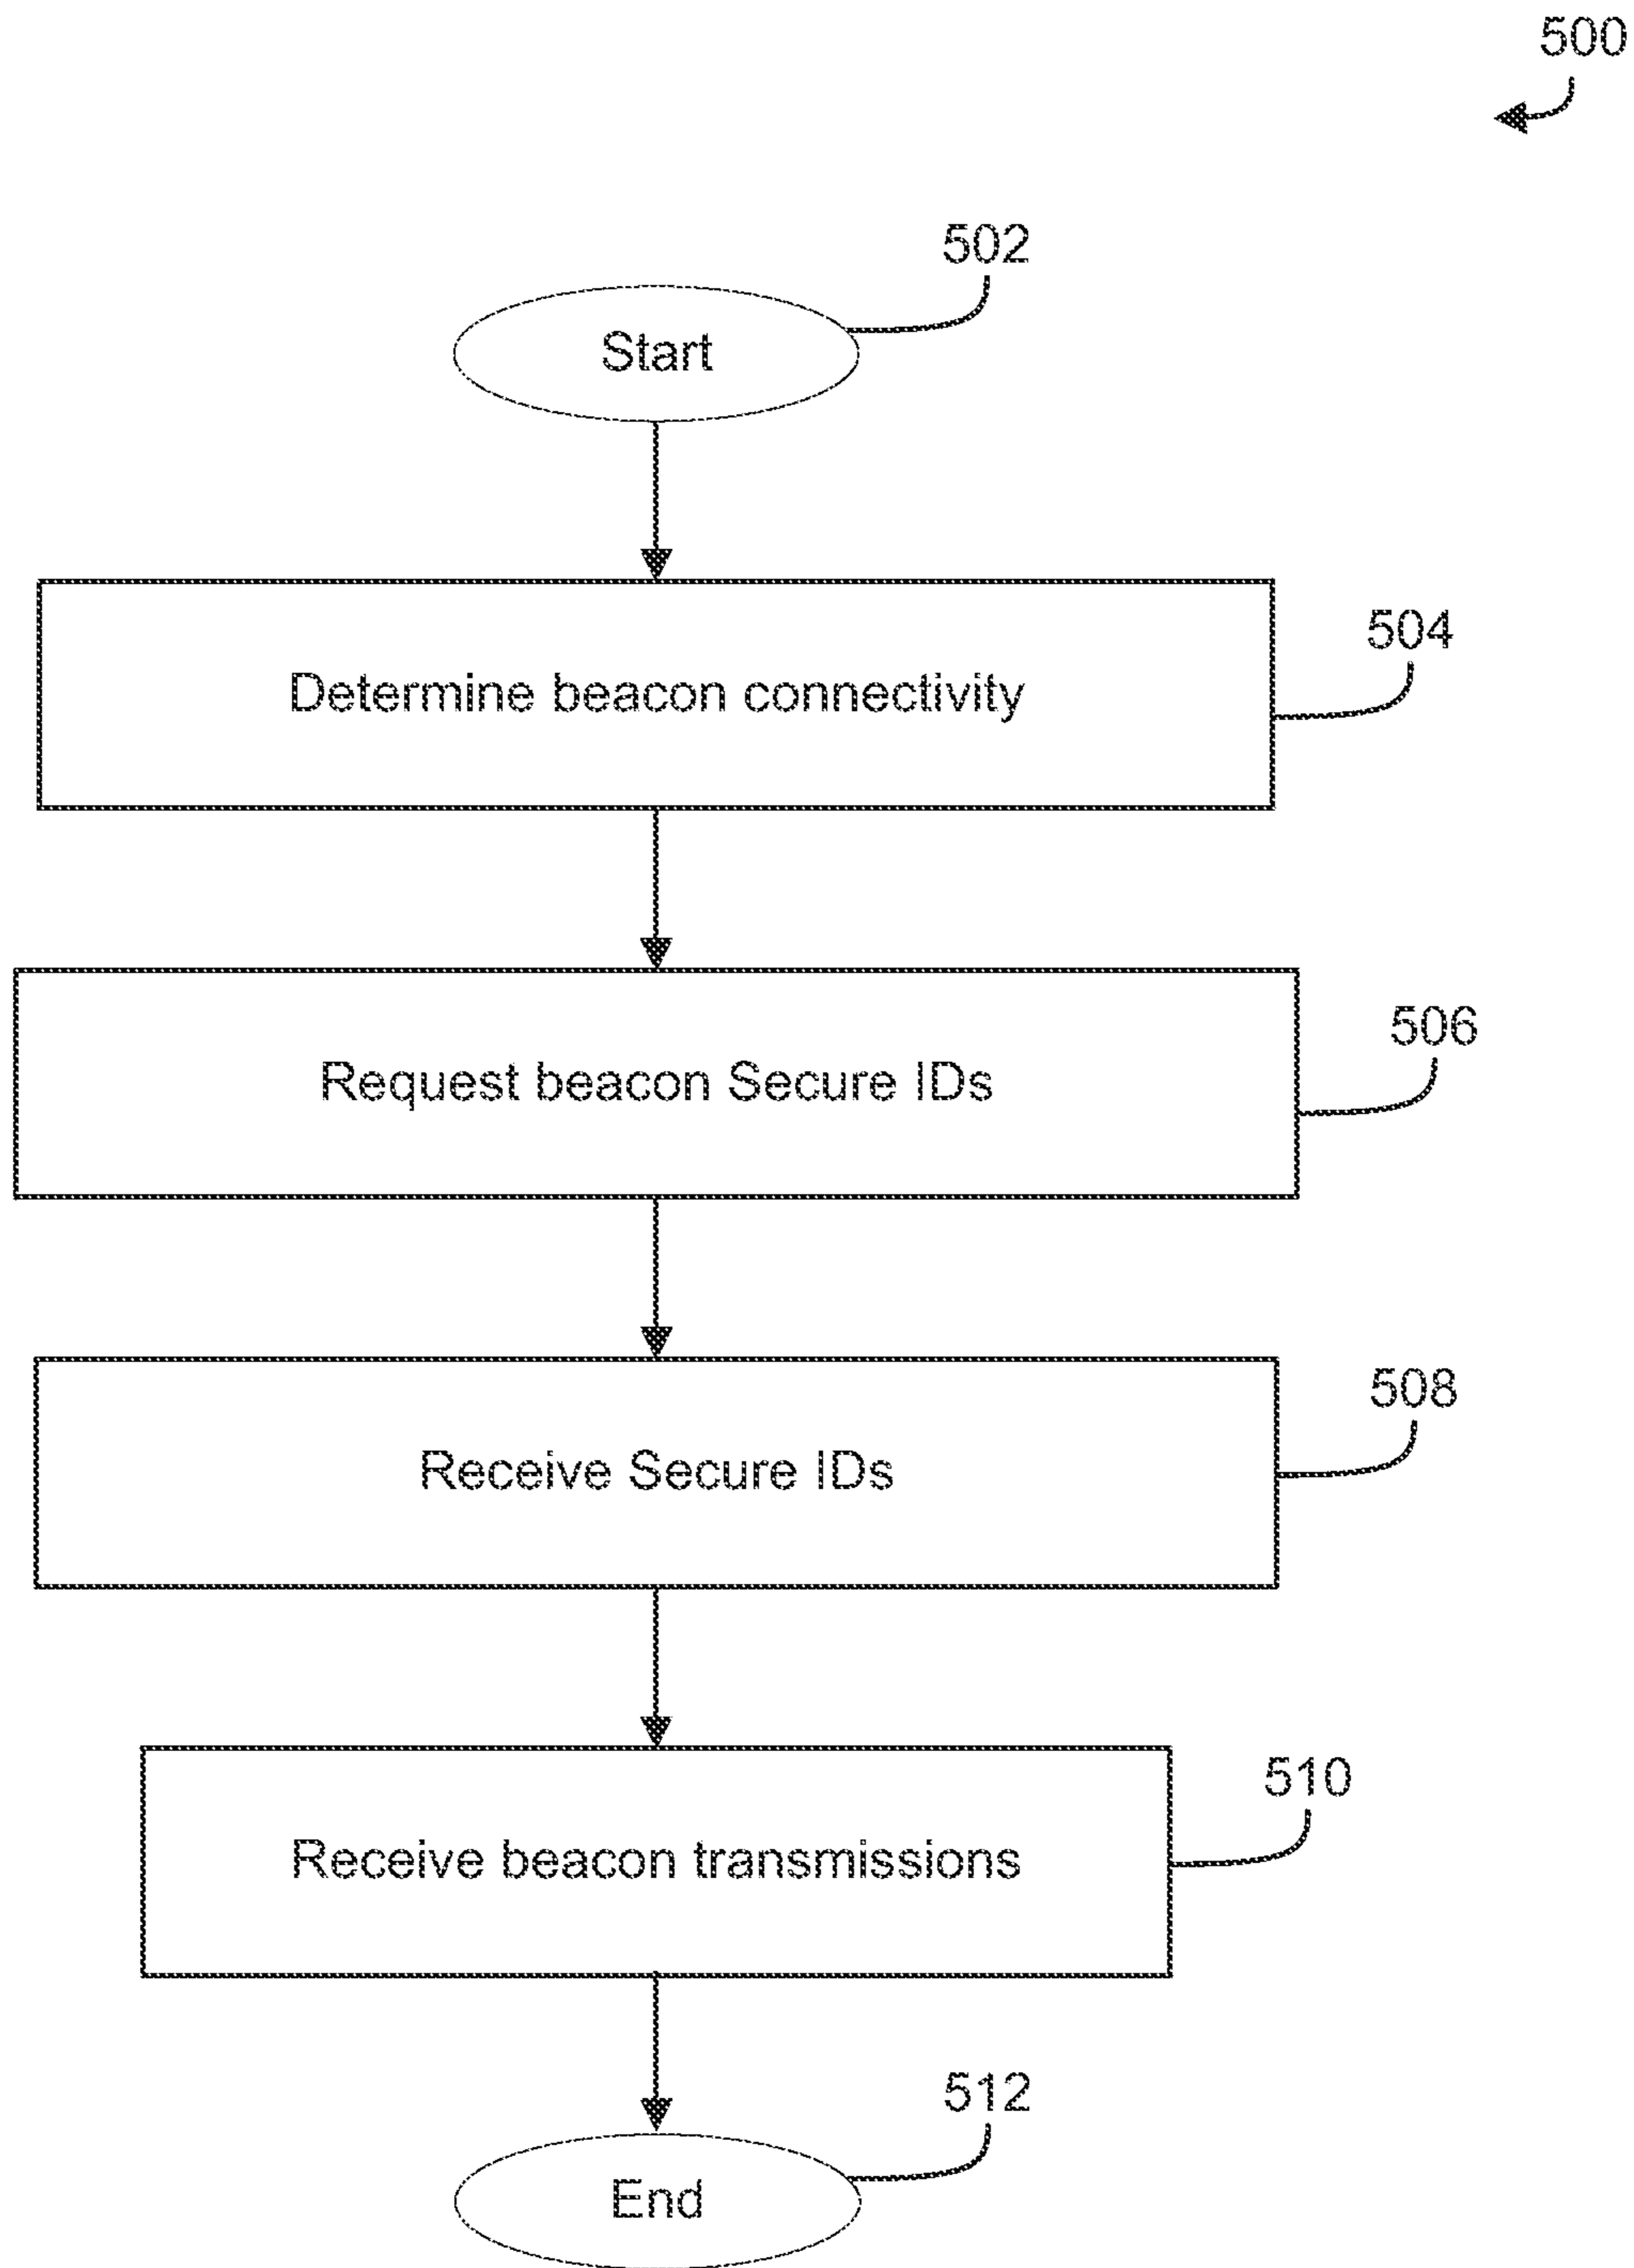 500
502
Start
Determine beacon connectivity
504
Request beacon Secure IDs
506
Receive Secure IDs
508
Receive beacon transmissions
510
512
End